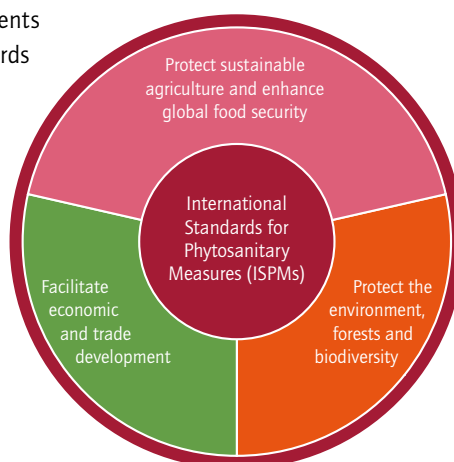 ents
rds
Protect sustainable
agriculture and enhance
global food security
International
Standards for
Phytosanitary
Measures (ISPMs)
Facilitate
economic
and trade
development
Protect the
environment,
forests and
biodiversity